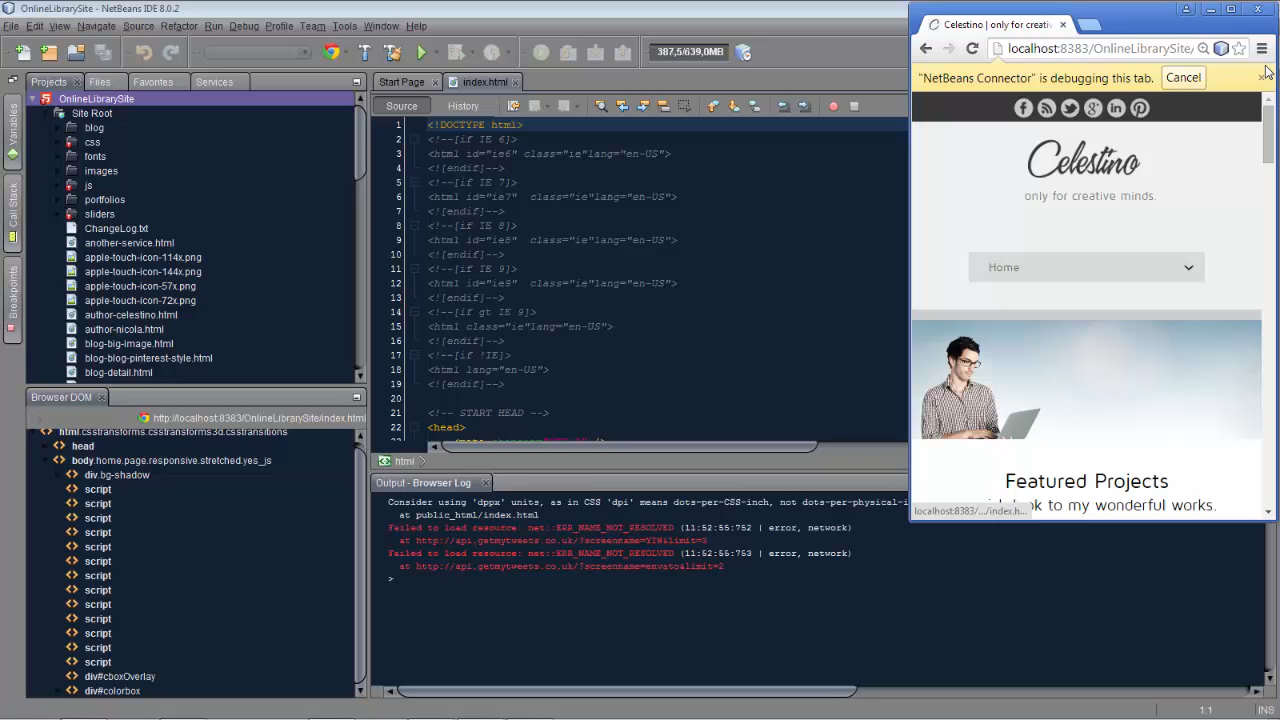 OnlineLibrarySite - NetBeans IDE 8.0.2
File Edit View Navigate Source Refactor Run Debug Profile Team Tools Window Help
387,5/639,0MB
Projects Files Favorites Services
OnlineLibrarySite
Site Root
blog
css
fonts
images
js
portfolios
sliders
ChangeLog.txt
another-service.html
apple-touch-icon-114x.png
apple-touch-icon-144x.png
apple-touch-icon-57x.png
apple-touch-icon-72x.png
author-celestino.html
author-nicola.html
blog-big-image.html
blog-blog-pinterest-style.html
blog-detail.html
Variables
Call Stack
Breakpoints
Browser DOM
http://localhost:8383/OnlineLibrarySite/index.html
html.csstransforms.csstransforms3d.csstransitions
head
body.home.page.responsive.stretched.yes_js
div.bg-shadow
script
script
script
script
script
script
script
script
script
script
script
script
script
div#cboxOverlay
div#colorbox
Start Page index.html
Source History
1 <!DOCTYPE html>
2 <!--[if IE 6]>
3 <html id="ie6" class="ie"lang="en-US">
4 <![endif]-->
5 <!--[if IE 7]>
6 <html id="ie7" class="ie"lang="en-US">
7 <![endif]-->
8 <!--[if IE 8]>
9 <html id="ie8" class="ie"lang="en-US">
10 <![endif]-->
11 <!--[if IE 9]>
12 <html id="ie9" class="ie"lang="en-US">
13 <![endif]-->
14 <!--[if gt IE 9]>
15 <html class="ie"lang="en-US">
16 <![endif]-->
17 <!--[if !IE]>
18 <html lang="en-US">
19 <![endif]-->
20
21 <!-- START HEAD -->
22 <head>
html
Output - Browser Log
Consider using 'dppx' units, as in CSS 'dpi' means dots-per-CSS-inch, not dots-per-physical-i
at public_html/index.html
Failed to load resource: net::ERR_NAME_NOT_RESOLVED (11:52:55:752 | error, network)
at http://api.getmytweets.co.uk/?screenname=YIW&limit=3
Failed to load resource: net::ERR_NAME_NOT_RESOLVED (11:52:55:753 | error, network)
at http://api.getmytweets.co.uk/?screenname=envato&limit=2
>
1:1 INS
Celestino | only for creativ
localhost:8383/OnlineLibrarySite/
"NetBeans Connector" is debugging this tab. Cancel
Celestino
only for creative minds.
Home
Featured Projects
look to my wonderful works.
localhost:8383/.../index.h...